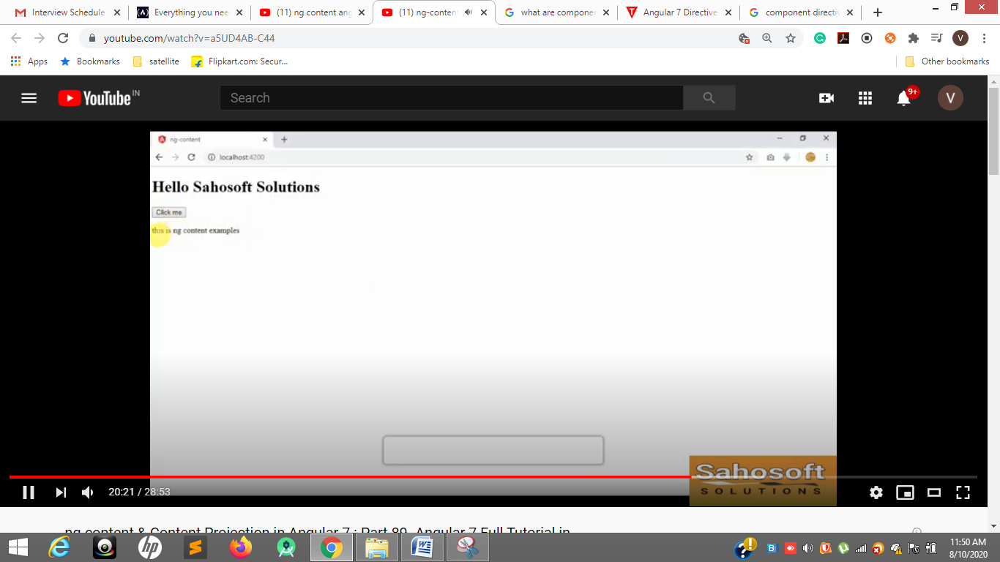 Interview Schedule
Everything you nee
(11) ng content ang
(11) ng-content
what are componen
Angular 7 Directives
component directiv
youtube.com/watch?v=a5UD4AB-C44
V
Apps
Bookmarks
satellite
Flipkart.com: Secur...
Other bookmarks
YouTube IN
Search
9+
V
ng-content
localhost:4200
Hello Sahosoft Solutions
Click me
this is ng content examples
Sahosoft
SOLUTIONS
20:21 / 28:53
ng-content & Content Projection in Angular 7 : Part 89, Angular 7 Full Tutorial in
11:50 AM
8/10/2020